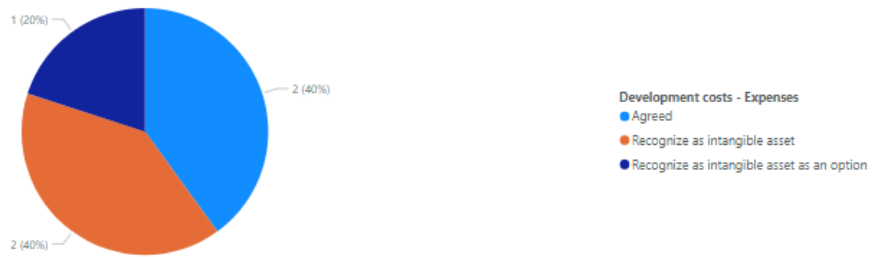 1 (20%)
2 (40%)
2 (40%)
Development costs - Expenses
Agreed
Recognize as intangible asset
Recognize as intangible asset as an option